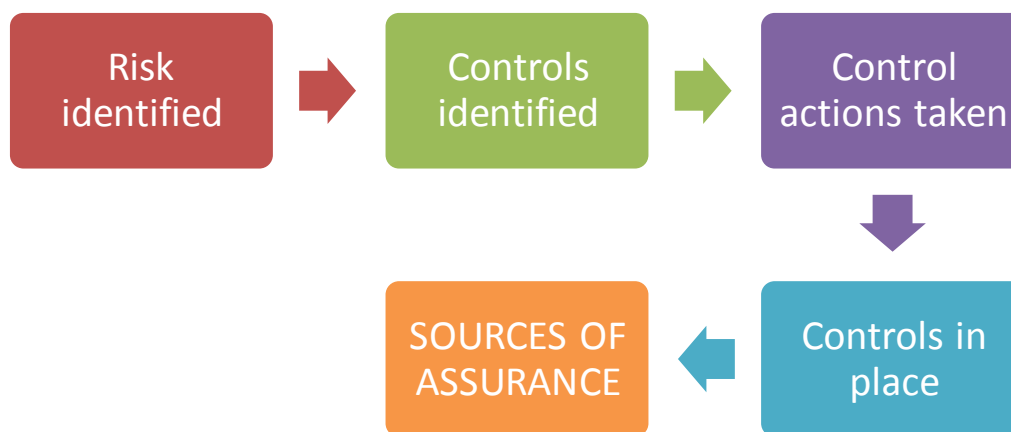 Risk
identified
Controls
identified
Control
actions taken
Controls in
place
SOURCES OF
ASSURANCE